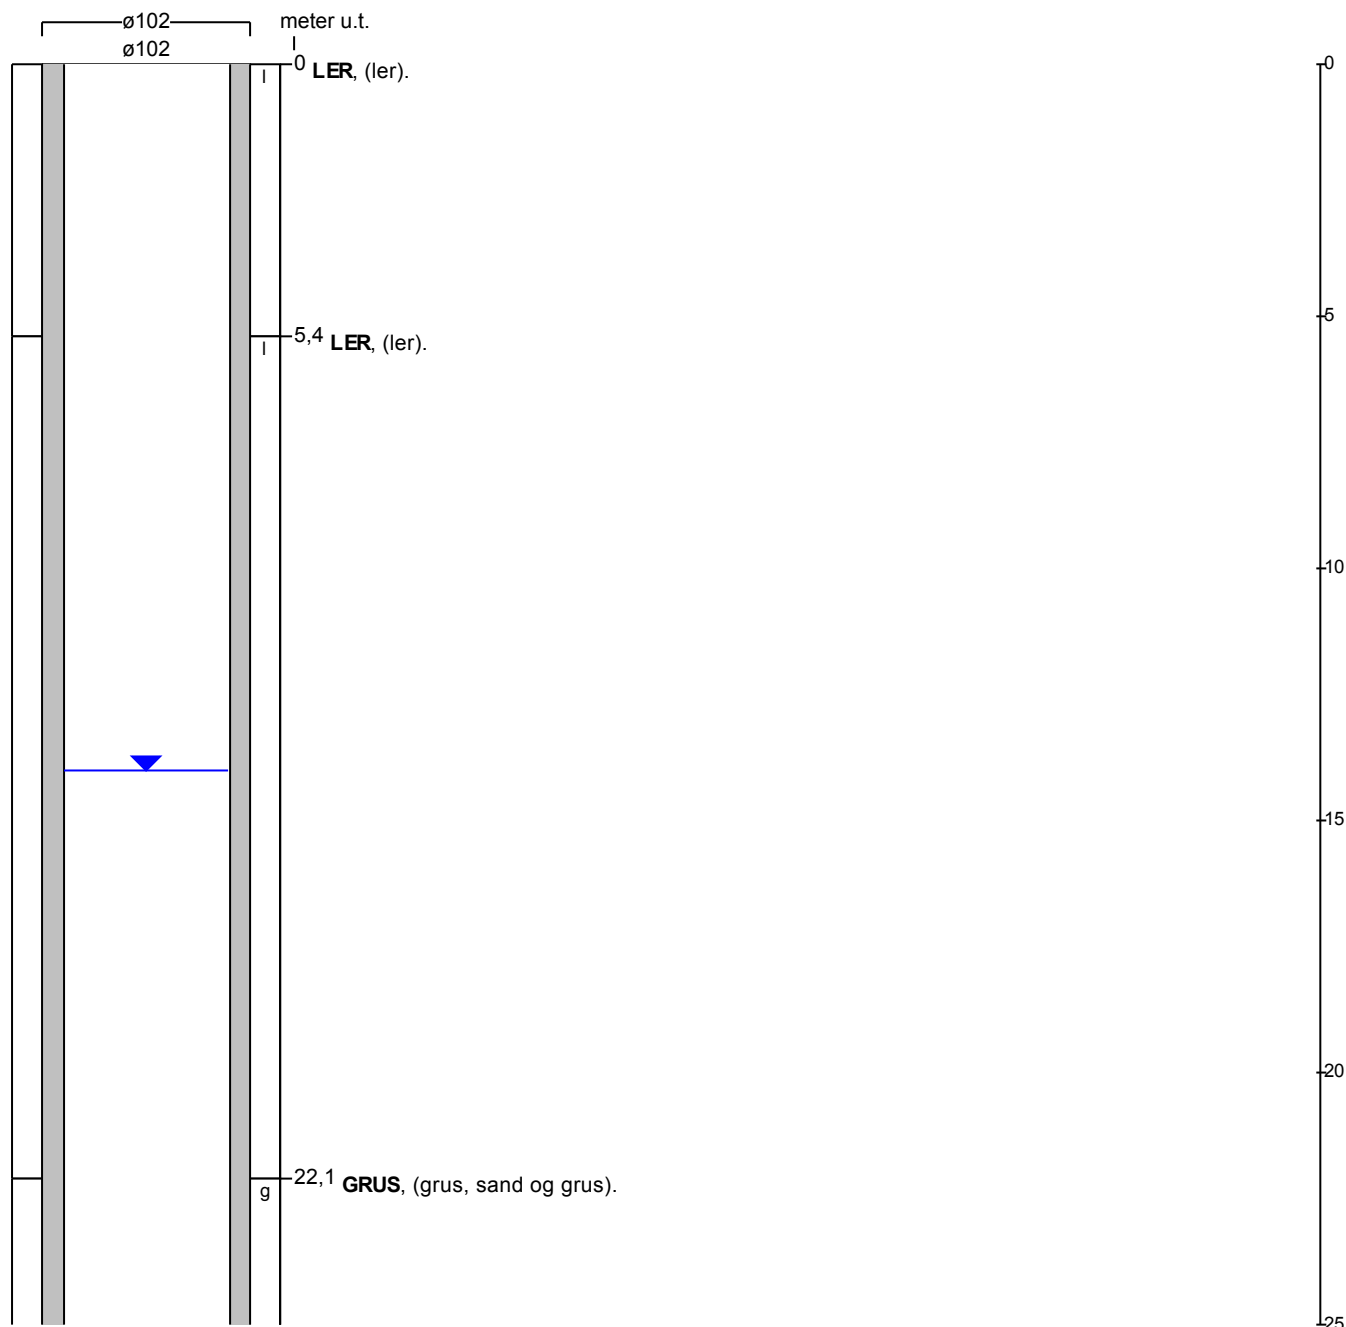 ø102 meter u.t.
ø102
0 LER, (ler).
l
0
5
5,4 LER, (ler).
l
10
15
20
22,1 GRUS, (grus, sand og grus).
g
25